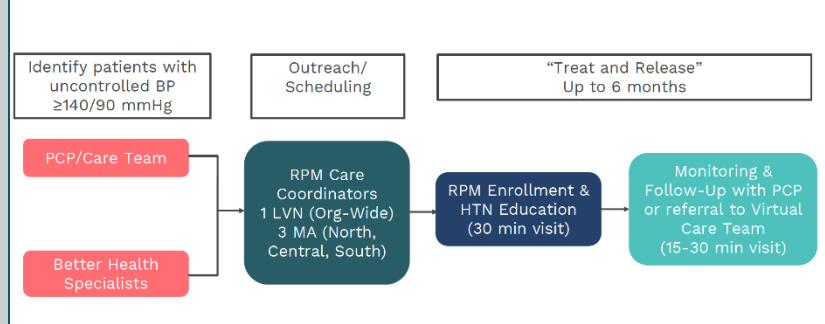 Identify patients with
uncontrolled BP
≥140/90 mmHg
Outreach/
Scheduling
“Treat and Release”
Up to 6 months
PCP/Care Team
Better Health
Specialists
RPM Care
Coordinators
1 LVN (Org-Wide)
3 MA (North,
Central, South)
RPM Enrollment &
HTN Education
(30 min visit)
Monitoring &
Follow-Up with PCP
or referral to Virtual
Care Team
(15-30 min visit)